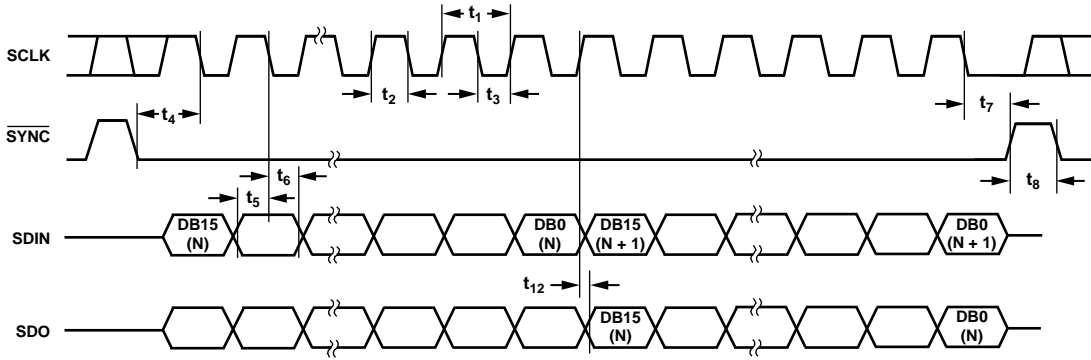 t1
SCLK
t2
t3
t4
t7
SYNC
t6
t5
t8
SDIN
DB15
(N)
DB0
(N)
DB15
(N + 1)
DB0
(N + 1)
t12
SDO
DB15
(N)
DB0
(N)